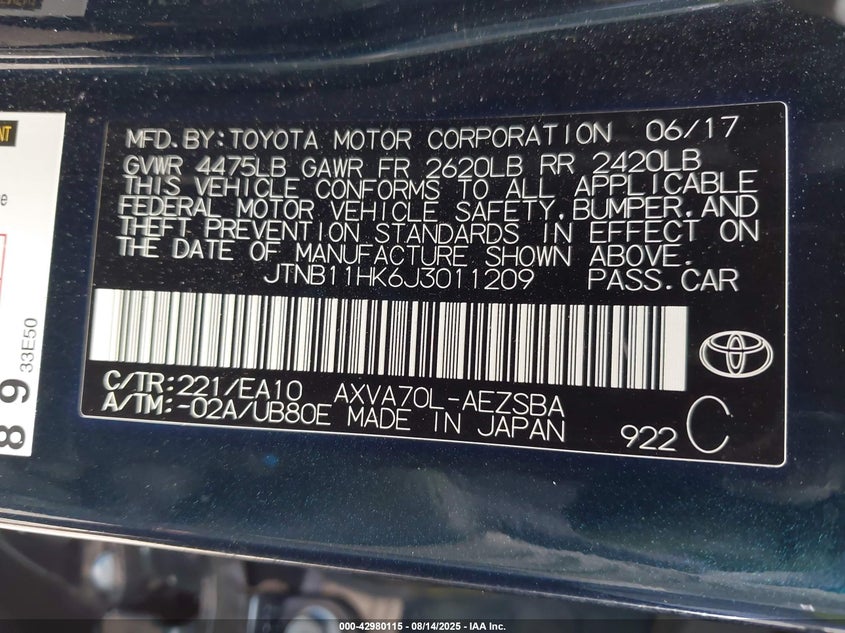 MFD.BY:TOYOTA MOTOR CORPORATION 06/17
GVWR 4475LB GAWR FR 2620LB RR 2420LB
THIS VEHICLE CONFORMS TO ALL APPLICABLE
FEDERAL MOTOR VEHICLE SAFETY,BUMPER,AND
THEFT PREVENTION STANDARDS IN EFFECT ON
THE DATE OF MANUFACTURE SHOWN ABOVE.
JTNB11HK6J3011209 PASS.CAR
C/TR:221/EA10 AXVA70L-AEZSBA
A/TM:-02A/UB80E MADE IN JAPAN
922 C
33E50
89
000-42980115 - 08/14/2025 - IAA Inc.